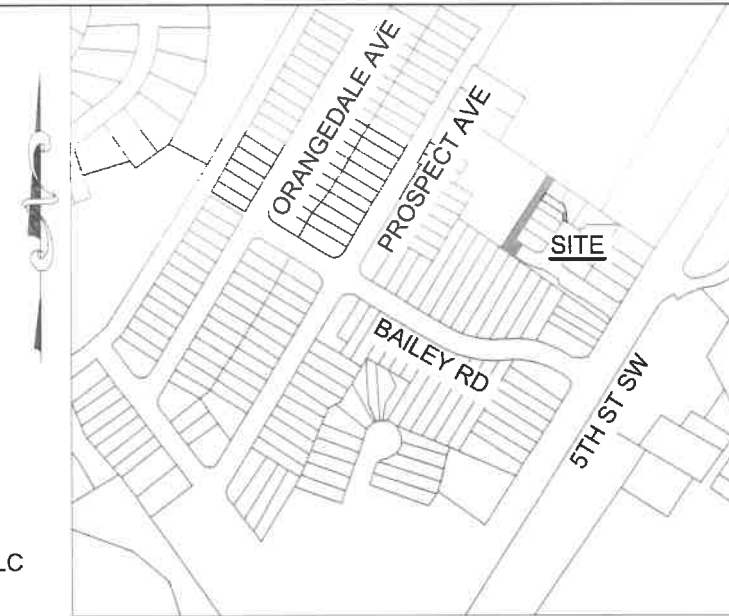 ORANGEDALE AVE
PROSPECT AVE
SITE
BAILEY RD
5TH ST SW
LC